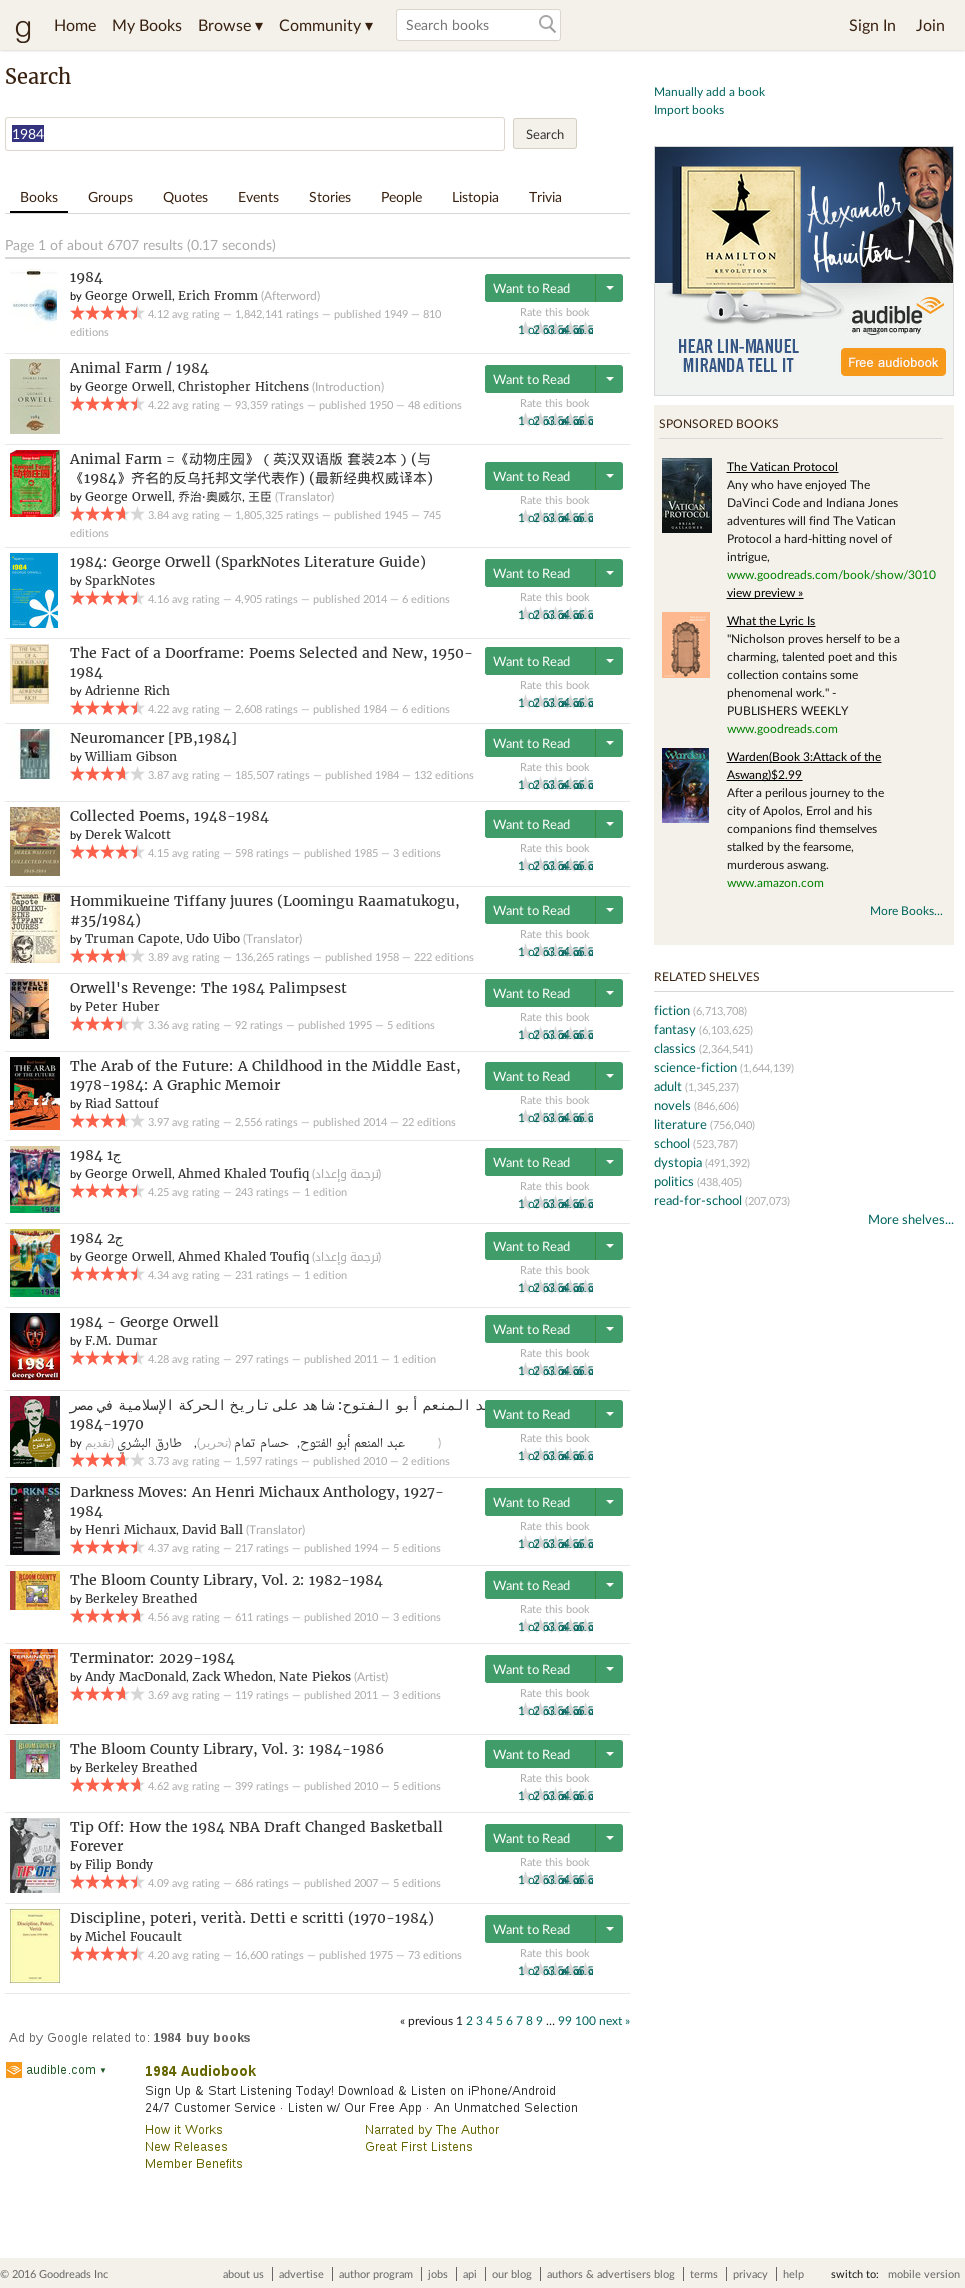 g Home My Books Browse ▾ Community ▾ Search books Sign In Join
Search
1984 Search
Books Groups Quotes Events Stories People Listopia Trivia
Page 1 of about 6707 results (0.17 seconds)
1984
by George Orwell, Erich Fromm (Afterword)
4.12 avg rating — 1,842,141 ratings — published 1949 — 810
editions
Want to Read
Rate this book
Animal Farm / 1984
by George Orwell, Christopher Hitchens (Introduction)
4.22 avg rating — 93,359 ratings — published 1950 — 48 editions
Want to Read
Rate this book
Animal Farm =《动物庄园》（英汉双语版 套装2本）(与
《1984》齐名的反乌托邦文学代表作) (最新经典权威译本)
by George Orwell, 乔治·奥威尔, 王臣 (Translator)
3.84 avg rating — 1,805,325 ratings — published 1945 — 745
editions
Want to Read
Rate this book
1984: George Orwell (SparkNotes Literature Guide)
by SparkNotes
4.16 avg rating — 4,905 ratings — published 2014 — 6 editions
Want to Read
Rate this book
The Fact of a Doorframe: Poems Selected and New, 1950-
1984
by Adrienne Rich
4.22 avg rating — 2,608 ratings — published 1984 — 6 editions
Want to Read
Rate this book
Neuromancer [PB,1984]
by William Gibson
3.87 avg rating — 185,507 ratings — published 1984 — 132 editions
Want to Read
Rate this book
Collected Poems, 1948-1984
by Derek Walcott
4.15 avg rating — 598 ratings — published 1985 — 3 editions
Want to Read
Rate this book
Hommikueine Tiffany juures (Loomingu Raamatukogu,
#35/1984)
by Truman Capote, Udo Uibo (Translator)
3.89 avg rating — 136,265 ratings — published 1958 — 222 editions
Want to Read
Rate this book
Orwell's Revenge: The 1984 Palimpsest
by Peter Huber
3.36 avg rating — 92 ratings — published 1995 — 5 editions
Want to Read
Rate this book
The Arab of the Future: A Childhood in the Middle East,
1978-1984: A Graphic Memoir
by Riad Sattouf
3.97 avg rating — 2,556 ratings — published 2014 — 22 editions
Want to Read
Rate this book
1984 ج1
by George Orwell, Ahmed Khaled Toufiq (ترجمة وإعداد)
4.25 avg rating — 243 ratings — 1 edition
Want to Read
Rate this book
1984 ج2
by George Orwell, Ahmed Khaled Toufiq (ترجمة وإعداد)
4.34 avg rating — 231 ratings — 1 edition
Want to Read
Rate this book
1984 - George Orwell
by F.M. Dumar
4.28 avg rating — 297 ratings — published 2011 — 1 edition
Want to Read
Rate this book
المنعم أبو الفتوح: شاهد على تاريخ الحركة الإسلامية في مصر
1984-1970
by عبد المنعم أبو الفتوح, حسام تمام (تحرير), طارق البشري (تقديم)
3.73 avg rating — 1,597 ratings — published 2010 — 2 editions
Want to Read
Rate this book
Darkness Moves: An Henri Michaux Anthology, 1927-
1984
by Henri Michaux, David Ball (Translator)
4.37 avg rating — 217 ratings — published 1994 — 5 editions
Want to Read
Rate this book
The Bloom County Library, Vol. 2: 1982-1984
by Berkeley Breathed
4.56 avg rating — 611 ratings — published 2010 — 3 editions
Want to Read
Rate this book
Terminator: 2029-1984
by Andy MacDonald, Zack Whedon, Nate Piekos (Artist)
3.69 avg rating — 119 ratings — published 2011 — 3 editions
Want to Read
Rate this book
The Bloom County Library, Vol. 3: 1984-1986
by Berkeley Breathed
4.62 avg rating — 399 ratings — published 2010 — 5 editions
Want to Read
Rate this book
Tip Off: How the 1984 NBA Draft Changed Basketball
Forever
by Filip Bondy
4.09 avg rating — 686 ratings — published 2007 — 5 editions
Want to Read
Rate this book
Discipline, poteri, verità. Detti e scritti (1970-1984)
by Michel Foucault
4.20 avg rating — 16,600 ratings — published 1975 — 73 editions
Want to Read
Rate this book
« previous 1 2 3 4 5 6 7 8 9 … 99 100 next »
Ad by Google related to: 1984 buy books
audible.com ▾
1984 Audiobook
Sign Up & Start Listening Today! Download & Listen on iPhone/Android
24/7 Customer Service · Listen w/ Our Free App · An Unmatched Selection
How it Works Narrated by The Author
New Releases Great First Listens
Member Benefits
Manually add a book
Import books
Alexander
Hamilton!
HAMILTON
THE
REVOLUTION
audible
an amazon company
HEAR LIN-MANUEL
MIRANDA TELL IT
Free audiobook
SPONSORED BOOKS
The Vatican Protocol
Any who have enjoyed The
DaVinci Code and Indiana Jones
adventures will find The Vatican
Protocol a hard-hitting novel of
intrigue,
www.goodreads.com/book/show/3010
view preview »
What the Lyric Is
"Nicholson proves herself to be a
charming, talented poet and this
collection contains some
phenomenal work." -
PUBLISHERS WEEKLY
www.goodreads.com
Warden(Book 3:Attack of the
Aswang)$2.99
After a perilous journey to the
city of Apolos, Errol and his
companions find themselves
stalked by the fearsome,
murderous aswang.
www.amazon.com
More Books...
RELATED SHELVES
fiction (6,713,708)
fantasy (6,103,625)
classics (2,364,541)
science-fiction (1,644,139)
adult (1,345,237)
novels (846,606)
literature (756,040)
school (523,787)
dystopia (491,392)
politics (438,405)
read-for-school (207,073)
More shelves...
© 2016 Goodreads Inc about us advertise author program jobs api our blog authors & advertisers blog terms privacy help switch to: mobile version